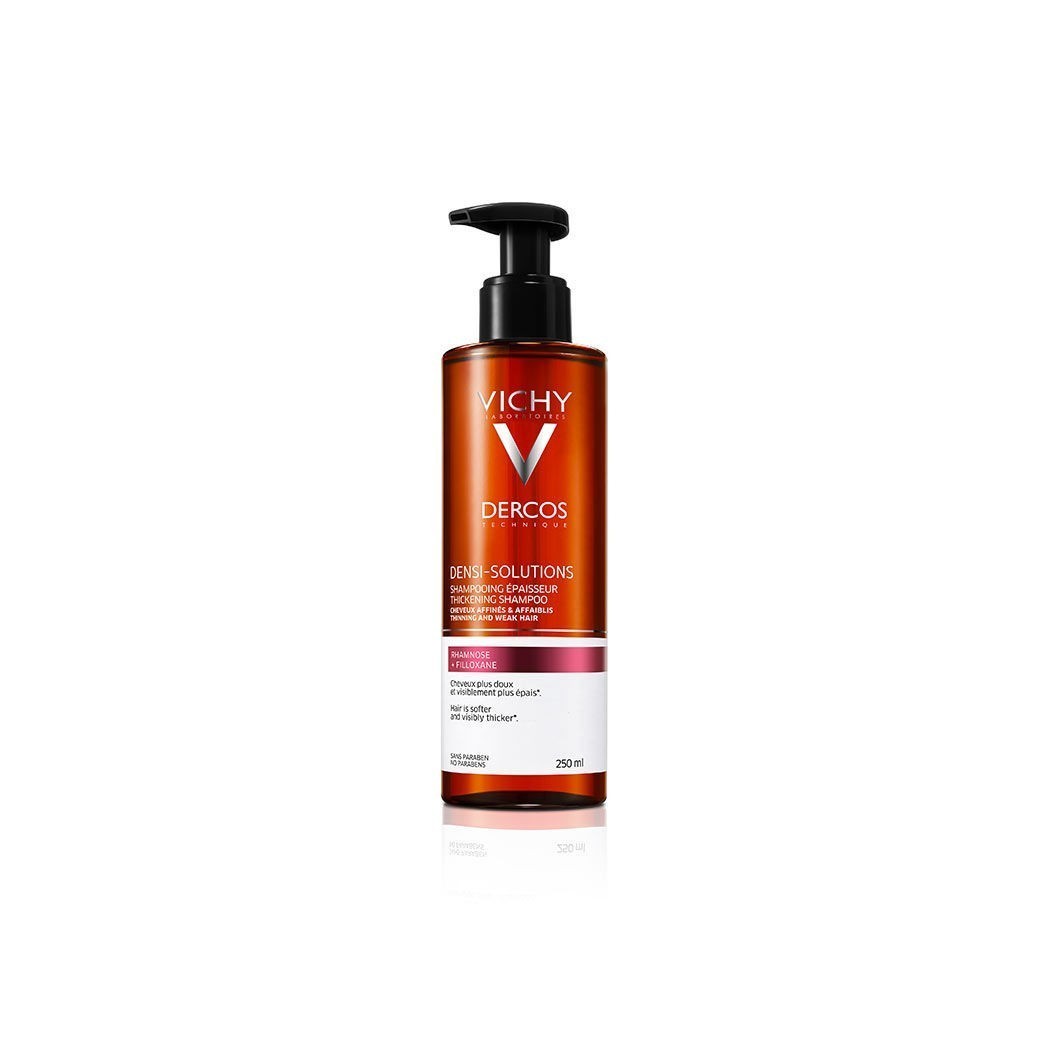 VICHY
LABORATOIRES
DERCOS
TECHNIQUE
DENSI-SOLUTIONS
SHAMPOOING ÉPAISSEUR
THICKENING SHAMPOO
CHEVEUX AFFINÉS & AFFAIBLIS
THINNING AND WEAK HAIR
RHAMNOSE
+ FILLOXANE
Cheveux plus doux
et visiblement plus épais*.
Hair is softer
and visibly thicker*.
SANS PARABEN
NO PARABENS
250 ml